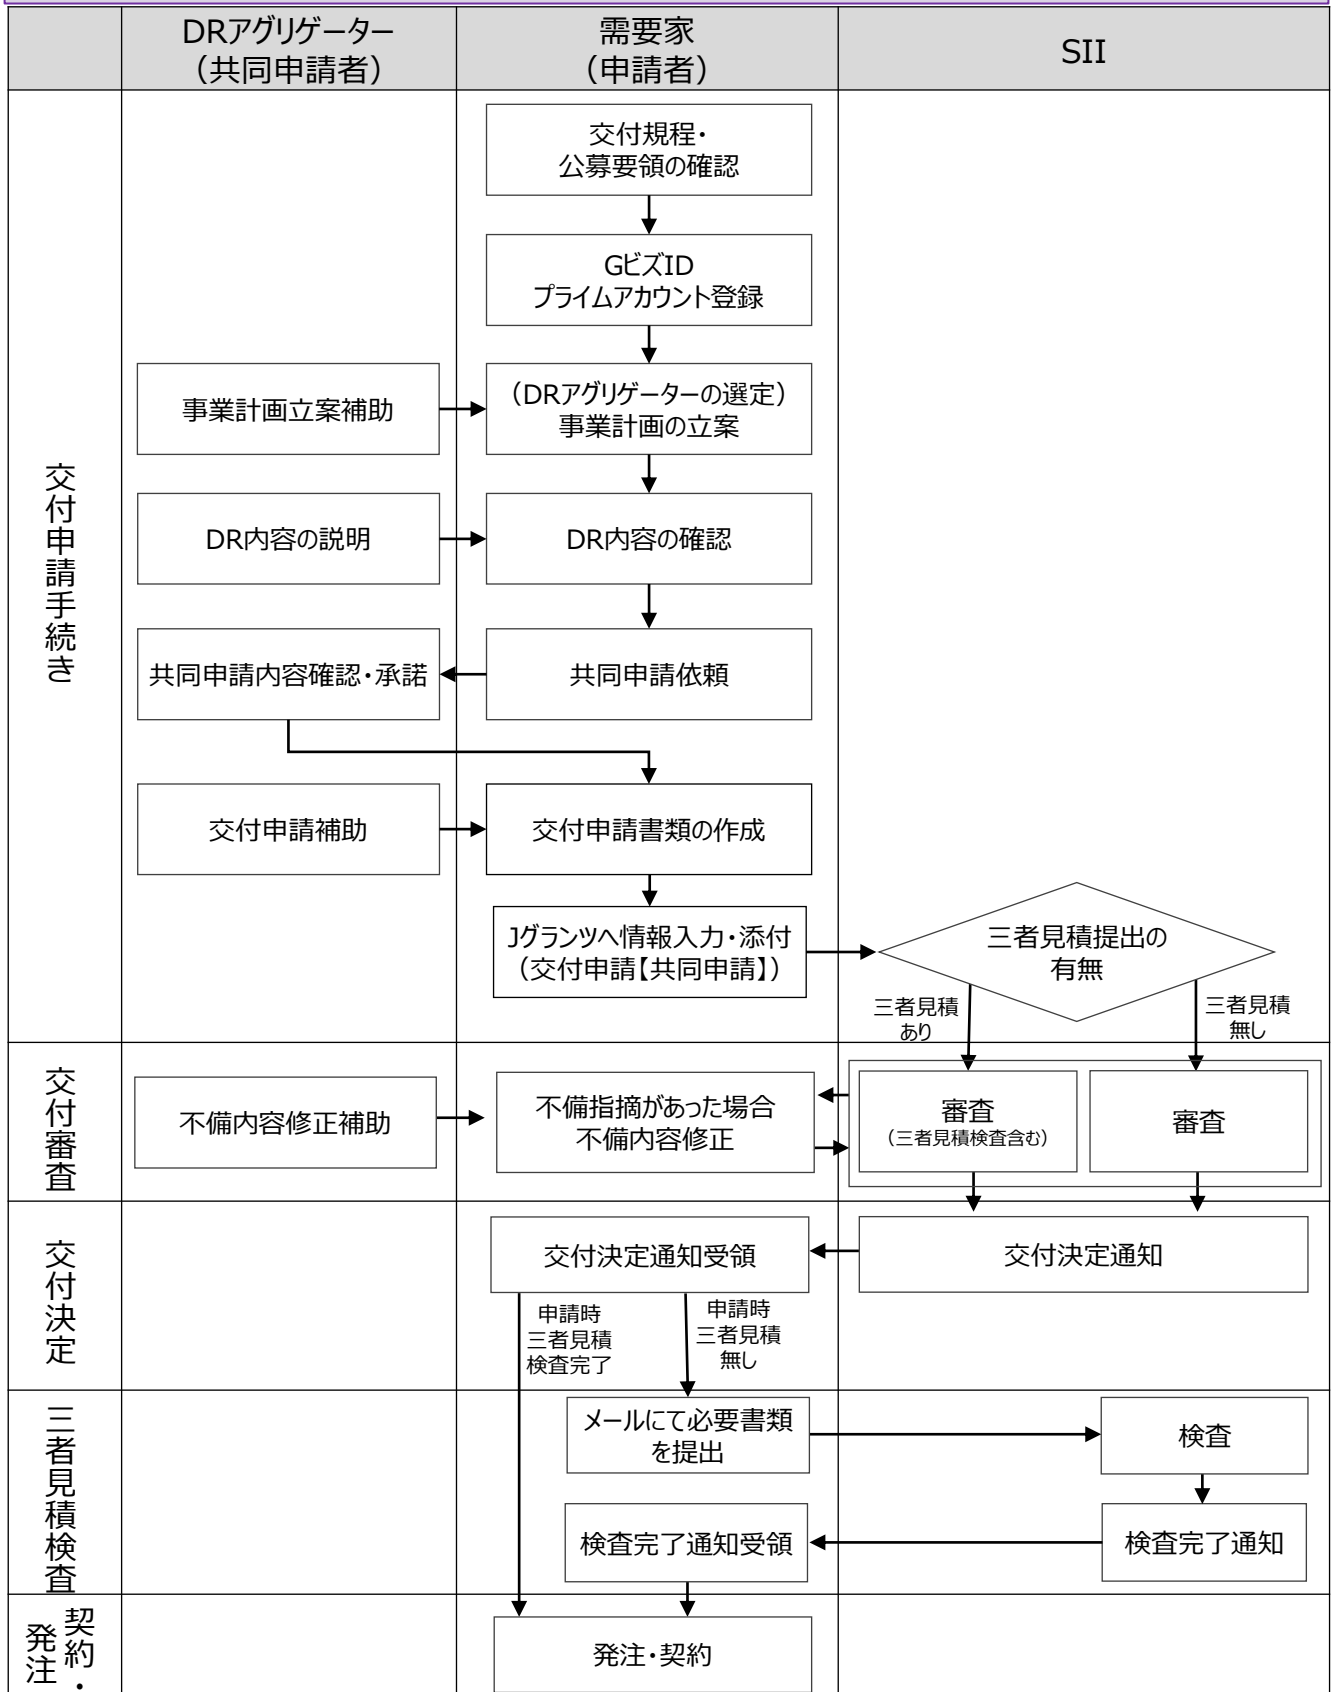 DRアグリゲーター
（共同申請者）
需要家
（申請者）
SII
交付申請手続き
交付規程・
公募要領の確認
GビズID
プライムアカウント登録
事業計画立案補助
（DRアグリゲーターの選定）
事業計画の立案
DR内容の説明
DR内容の確認
共同申請内容確認・承諾
共同申請依頼
交付申請補助
交付申請書類の作成
Jグランツへ情報入力・添付
（交付申請【共同申請】）
三者見積提出の
有無
三者見積
あり
三者見積
無し
交付審査
不備内容修正補助
不備指摘があった場合
不備内容修正
審査
（三者見積検査含む）
審査
交付決定
交付決定通知受領
交付決定通知
申請時
三者見積
検査完了
申請時
三者見積
無し
三者見積検査
メールにて必要書類
を提出
検査
検査完了通知受領
検査完了通知
契約・
発注
発注・契約